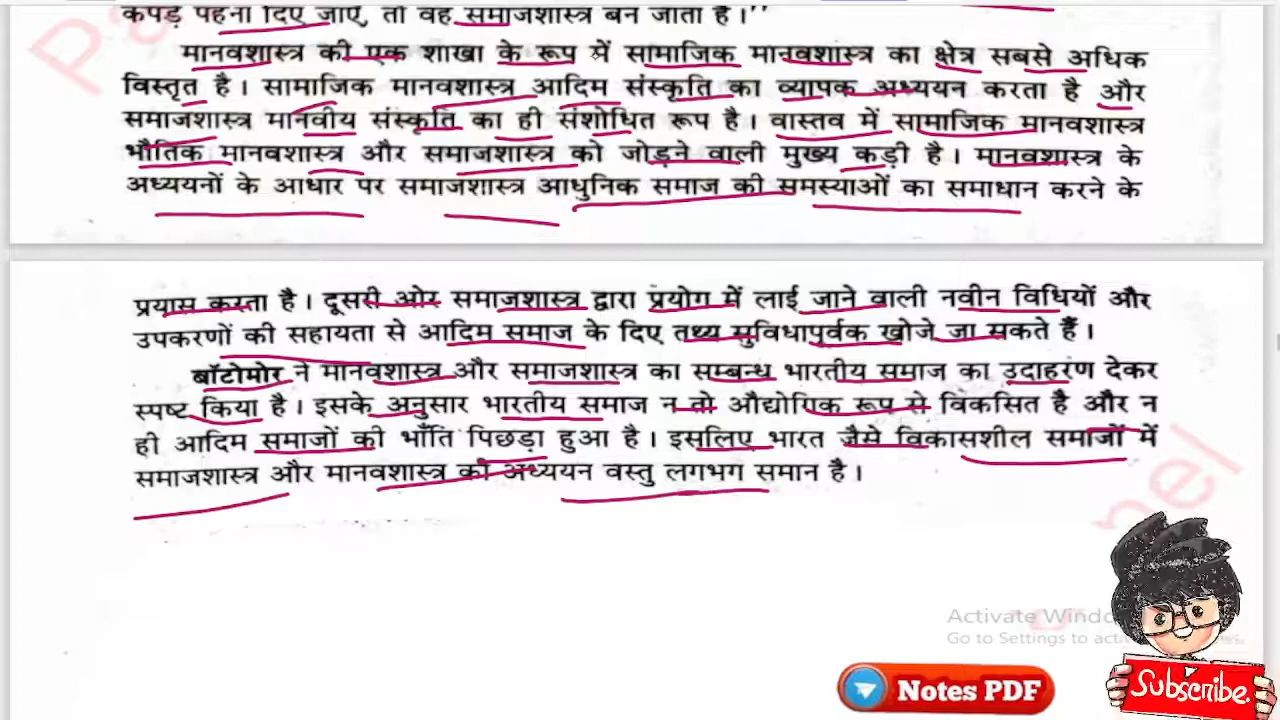 कपड़े पहना दिए जाएँ, तो वह समाजशास्त्र बन जाता है।”
मानवशास्त्र की एक शाखा के रूप में सामाजिक मानवशास्त्र का क्षेत्र सबसे अधिक
विस्तृत है। सामाजिक मानवशास्त्र आदिम संस्कृति का व्यापक अध्ययन करता है और
समाजशास्त्र मानवीय संस्कृति का ही संशोधित रूप है। वास्तव में सामाजिक मानवशास्त्र
भौतिक मानवशास्त्र और समाजशास्त्र को जोड़ने वाली मुख्य कड़ी है। मानवशास्त्र के
अध्ययनों के आधार पर समाजशास्त्र आधुनिक समाज की समस्याओं का समाधान करने के
प्रयास करता है। दूसरी ओर समाजशास्त्र द्वारा प्रयोग में लाई जाने वाली नवीन विधियों और
उपकरणों की सहायता से आदिम समाज के दिए तथ्य सुविधापूर्वक खोजे जा सकते हैं।
बॉटोमोर ने मानवशास्त्र और समाजशास्त्र का सम्बन्ध भारतीय समाज का उदाहरण देकर
स्पष्ट किया है। इसके अनुसार भारतीय समाज न तो औद्योगिक रूप से विकसित है और न
ही आदिम समाजों की भाँति पिछड़ा हुआ है। इसलिए भारत जैसे विकासशील समाजों में
समाजशास्त्र और मानवशास्त्र की अध्ययन वस्तु लगभग समान है।
nel
Activate Windo
Go to Settings to acti
Notes PDF
Subscribe